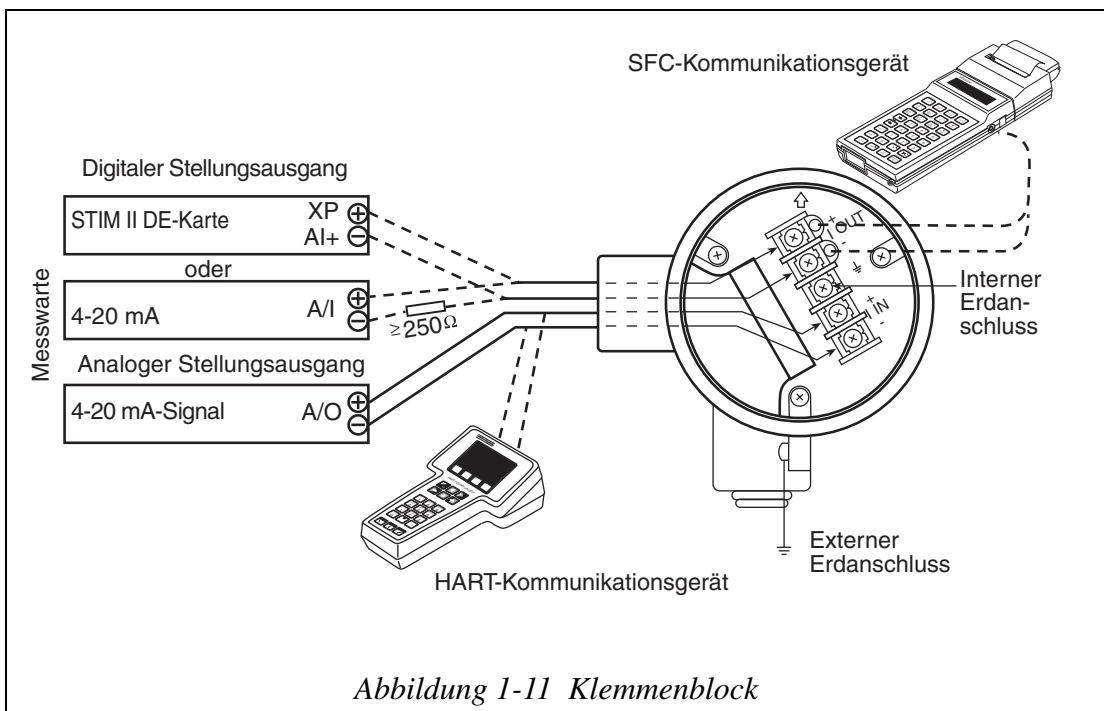 SFC-Kommunikationsgerät
Digitaler Stellungsausgang
STIM II DE-Karte
XP
AI+
oder
4-20 mA
A/I
≥250Ω
Analoger Stellungsausgang
4-20 mA-Signal
A/O
Messwarte
+
I OUT
-
+
IN
-
Interner
Erdan-
schluss
Externer
Erdanschluss
HART-Kommunikationsgerät
Abbildung 1-11 Klemmenblock